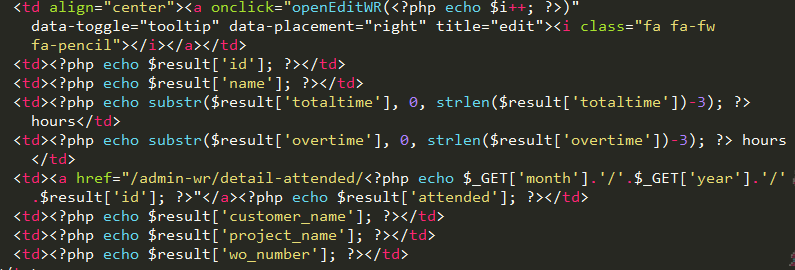 <td align="center"><a onclick="openEditWR(<?php echo $i++; ?>)"
data-toggle="tooltip" data-placement="right" title="edit"><i class="fa fa-fw
fa-pencil"></i></a></td>
<td><?php echo $result['id']; ?></td>
<td><?php echo $result['name']; ?></td>
<td><?php echo substr($result['totaltime'], 0, strlen($result['totaltime'])-3); ?>
hours</td>
<td><?php echo substr($result['overtime'], 0, strlen($result['overtime'])-3); ?> hours
</td>
<td><a href="/admin-wr/detail-attended/<?php echo $_GET['month'].'/'.$_GET['year'].'/'
.$result['id']; ?>"</a><?php echo $result['attended']; ?></td>
<td><?php echo $result['customer_name']; ?></td>
<td><?php echo $result['project_name']; ?></td>
<td><?php echo $result['wo_number']; ?></td>